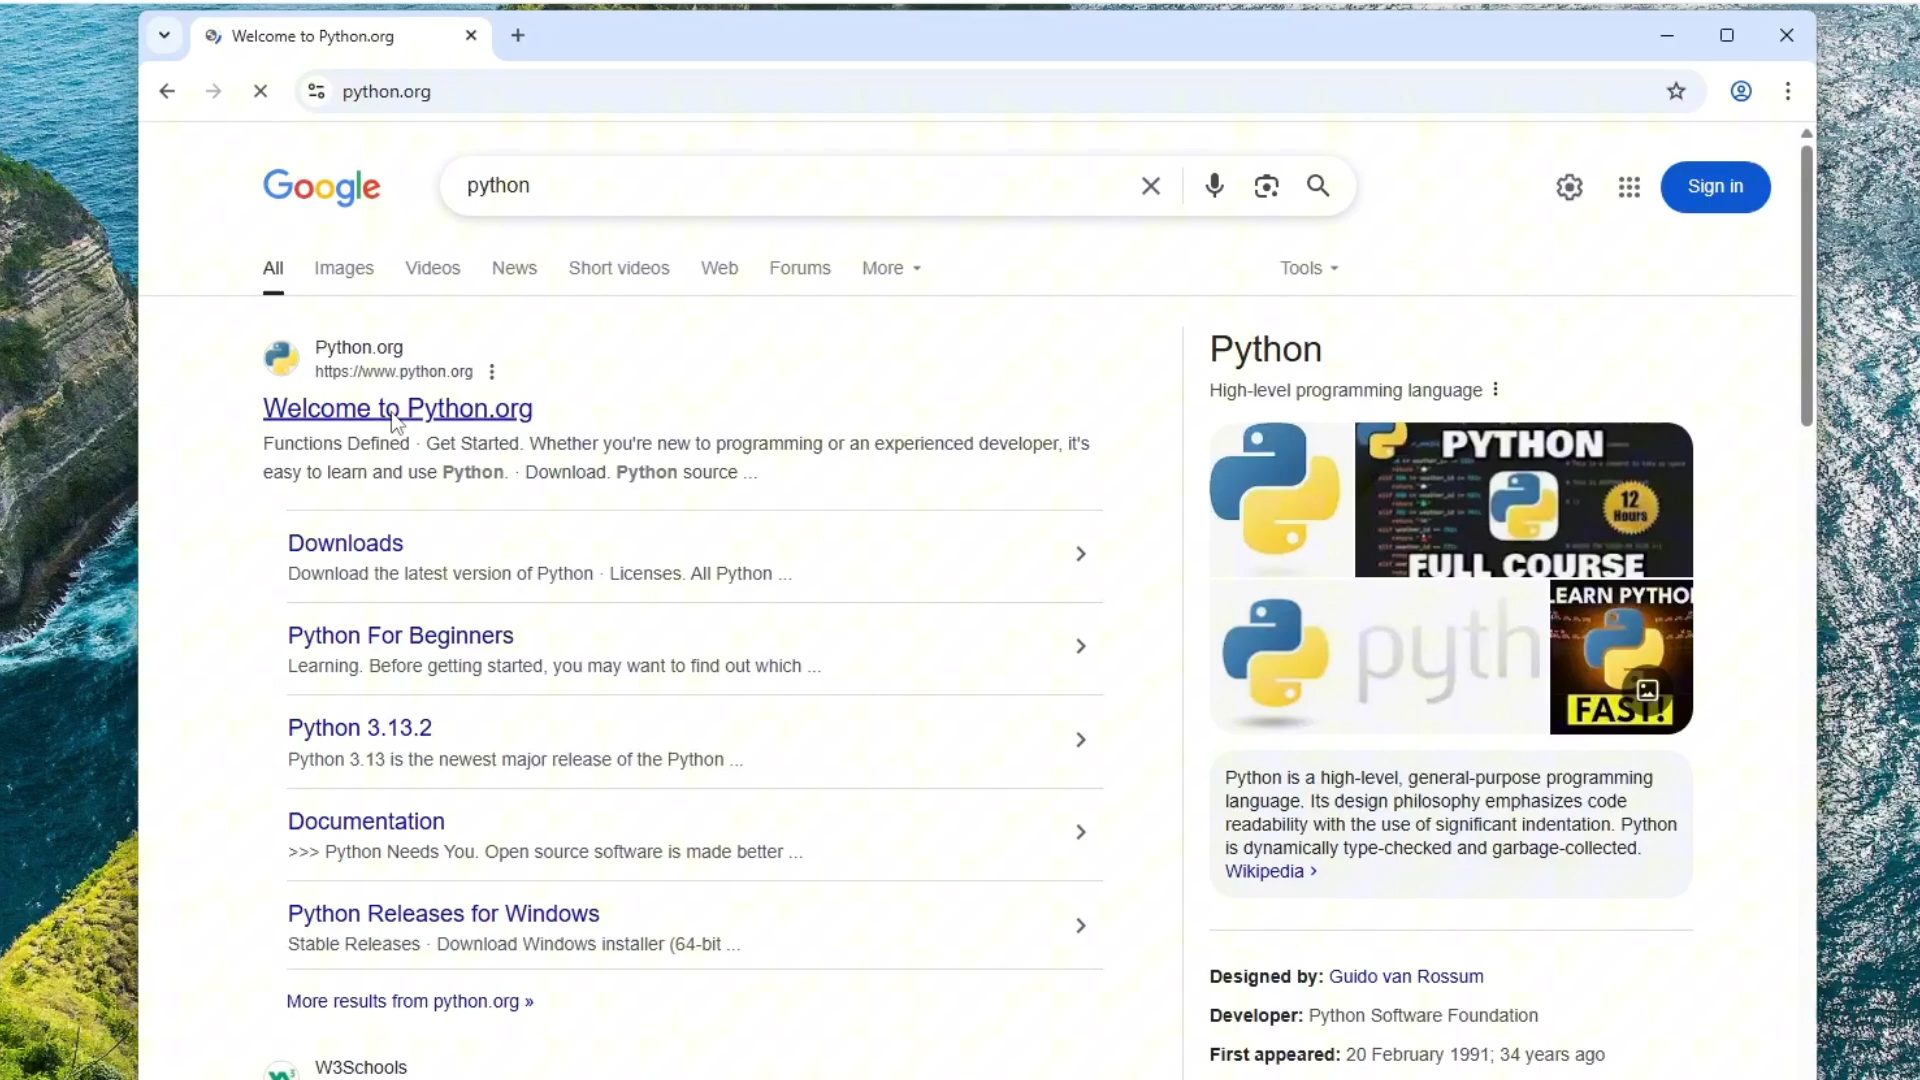 Welcome to Python.org
python.org
Google
python
Sign in
All
Images
Videos
News
Short videos
Web
Forums
More
Tools
Python.org
https://www.python.org
Welcome to Python.org
Functions Defined · Get Started. Whether you're new to programming or an experienced developer, it's
easy to learn and use Python. · Download. Python source ...
Downloads
Download the latest version of Python · Licenses. All Python ...
Python For Beginners
Learning. Before getting started, you may want to find out which ...
Python 3.13.2
Python 3.13 is the newest major release of the Python ...
Documentation
>>> Python Needs You. Open source software is made better ...
Python Releases for Windows
Stable Releases · Download Windows installer (64-bit ...
More results from python.org »
W3Schools
Python
High-level programming language
PYTHON
12
Hours
FULL COURSE
pyth
EARN PYTHO
FAST!
Python is a high-level, general-purpose programming
language. Its design philosophy emphasizes code
readability with the use of significant indentation. Python
is dynamically type-checked and garbage-collected.
Wikipedia ›
Designed by: Guido van Rossum
Developer: Python Software Foundation
First appeared: 20 February 1991; 34 years ago